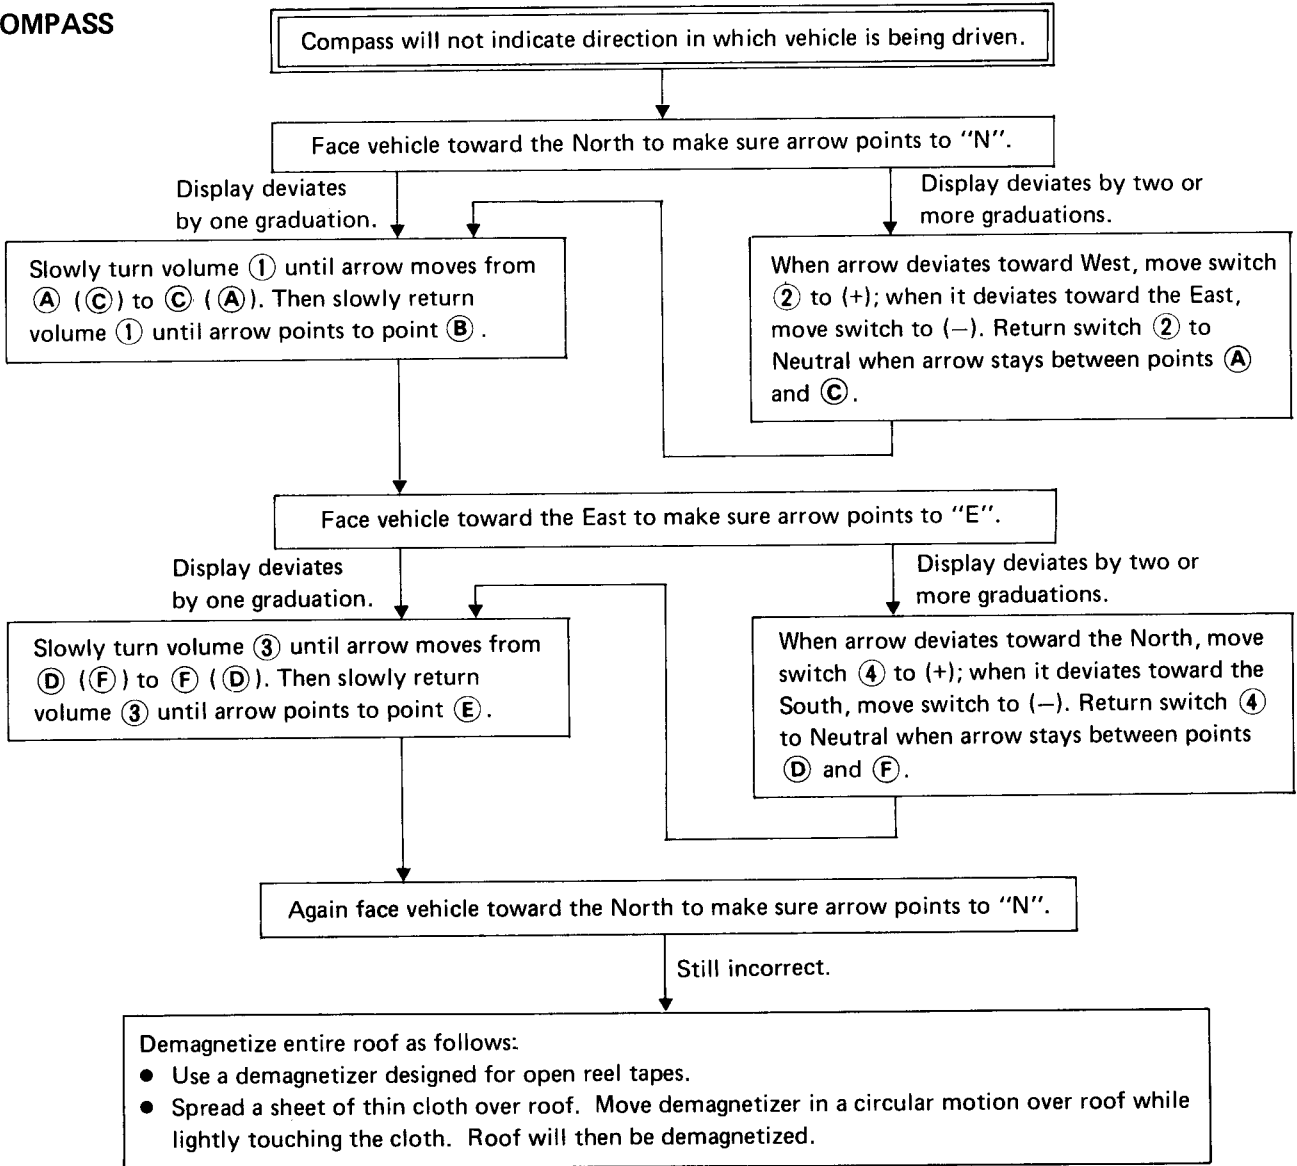 OMPASS
Compass will not indicate direction in which vehicle is being driven.
Face vehicle toward the North to make sure arrow points to "N".
Display deviates
by one graduation.
Display deviates by two or
more graduations.
Slowly turn volume ① until arrow moves from
Ⓐ (Ⓒ) to Ⓒ (Ⓐ). Then slowly return
volume ① until arrow points to point Ⓑ.
When arrow deviates toward West, move switch
② to (+); when it deviates toward the East,
move switch to (−). Return switch ② to
Neutral when arrow stays between points Ⓐ
and Ⓒ.
Face vehicle toward the East to make sure arrow points to "E".
Display deviates
by one graduation.
Display deviates by two or
more graduations.
Slowly turn volume ③ until arrow moves from
Ⓓ (Ⓕ) to Ⓕ (Ⓓ). Then slowly return
volume ③ until arrow points to point Ⓔ.
When arrow deviates toward the North, move
switch ④ to (+); when it deviates toward the
South, move switch to (−). Return switch ④
to Neutral when arrow stays between points
Ⓓ and Ⓕ.
Again face vehicle toward the North to make sure arrow points to "N".
Still incorrect.
Demagnetize entire roof as follows:
● Use a demagnetizer designed for open reel tapes.
● Spread a sheet of thin cloth over roof. Move demagnetizer in a circular motion over roof while
lightly touching the cloth. Roof will then be demagnetized.